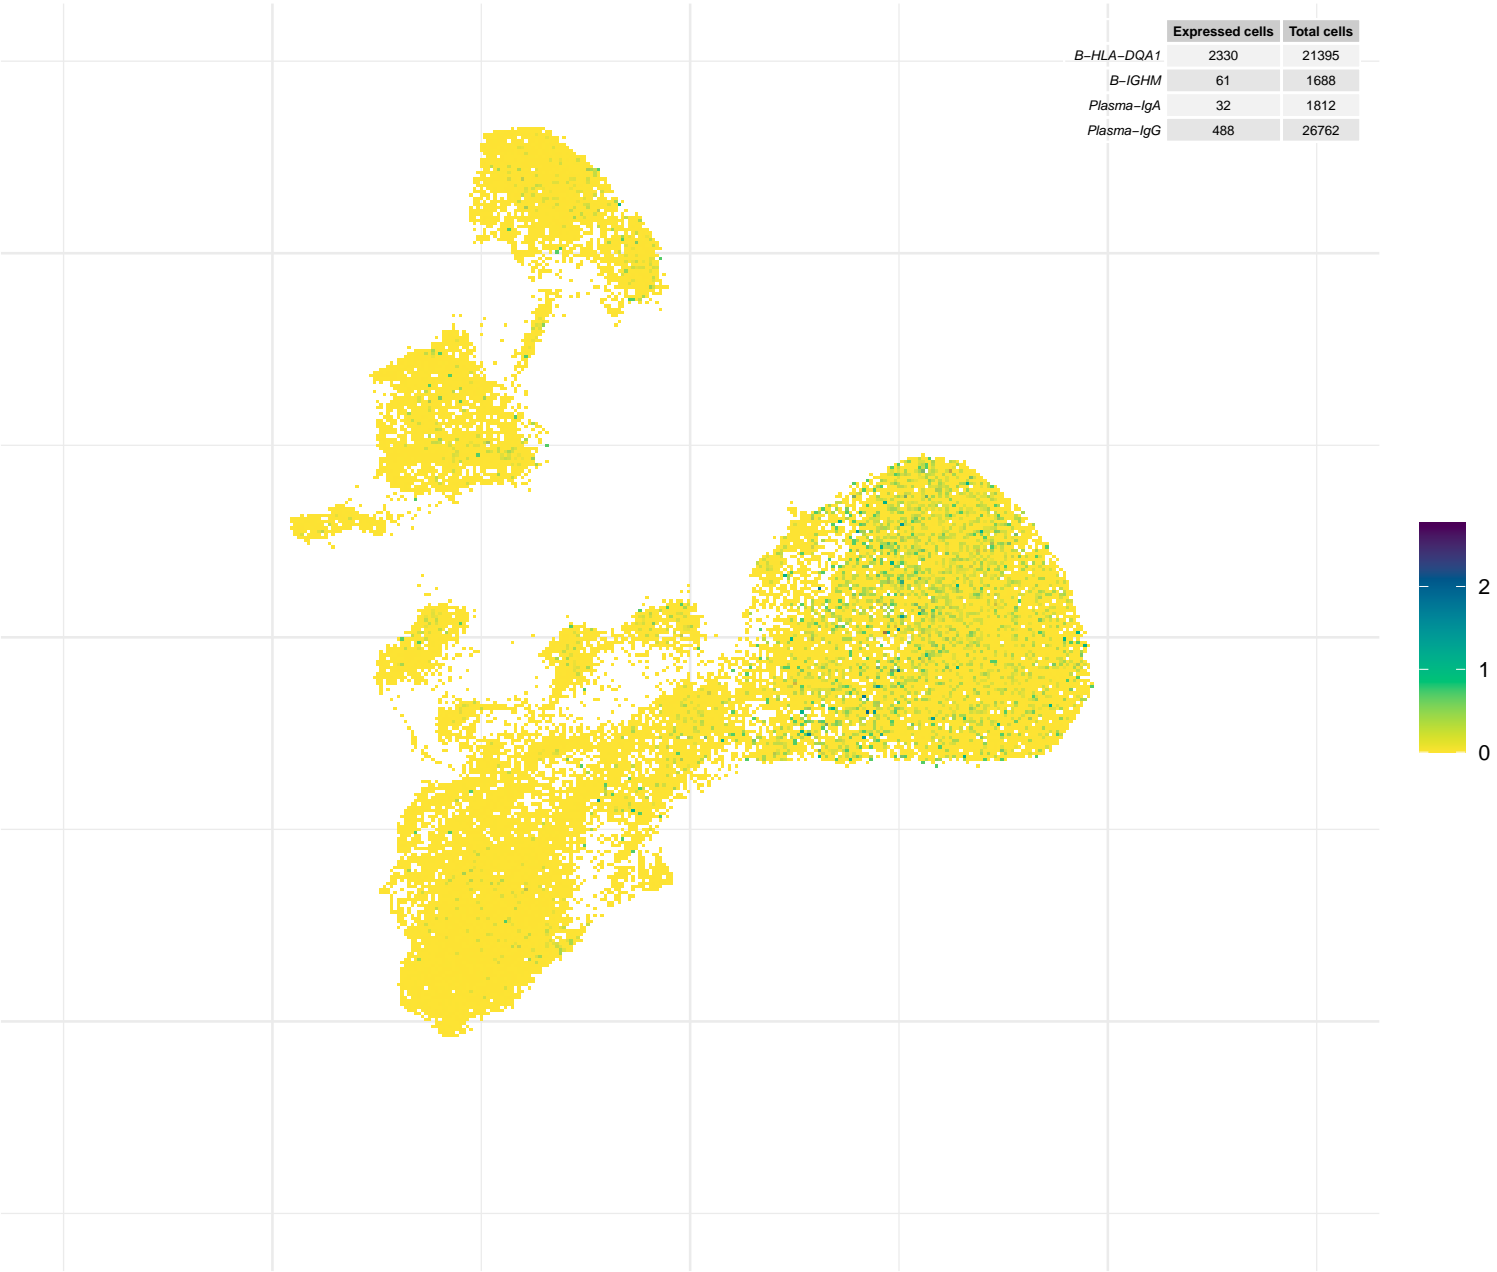 Expressed cells Total cells
B−HLA−DQA1 2330 21395
B−IGHM 61 1688
Plasma−IgA 32 1812
Plasma−IgG 488 26762
2
1
0